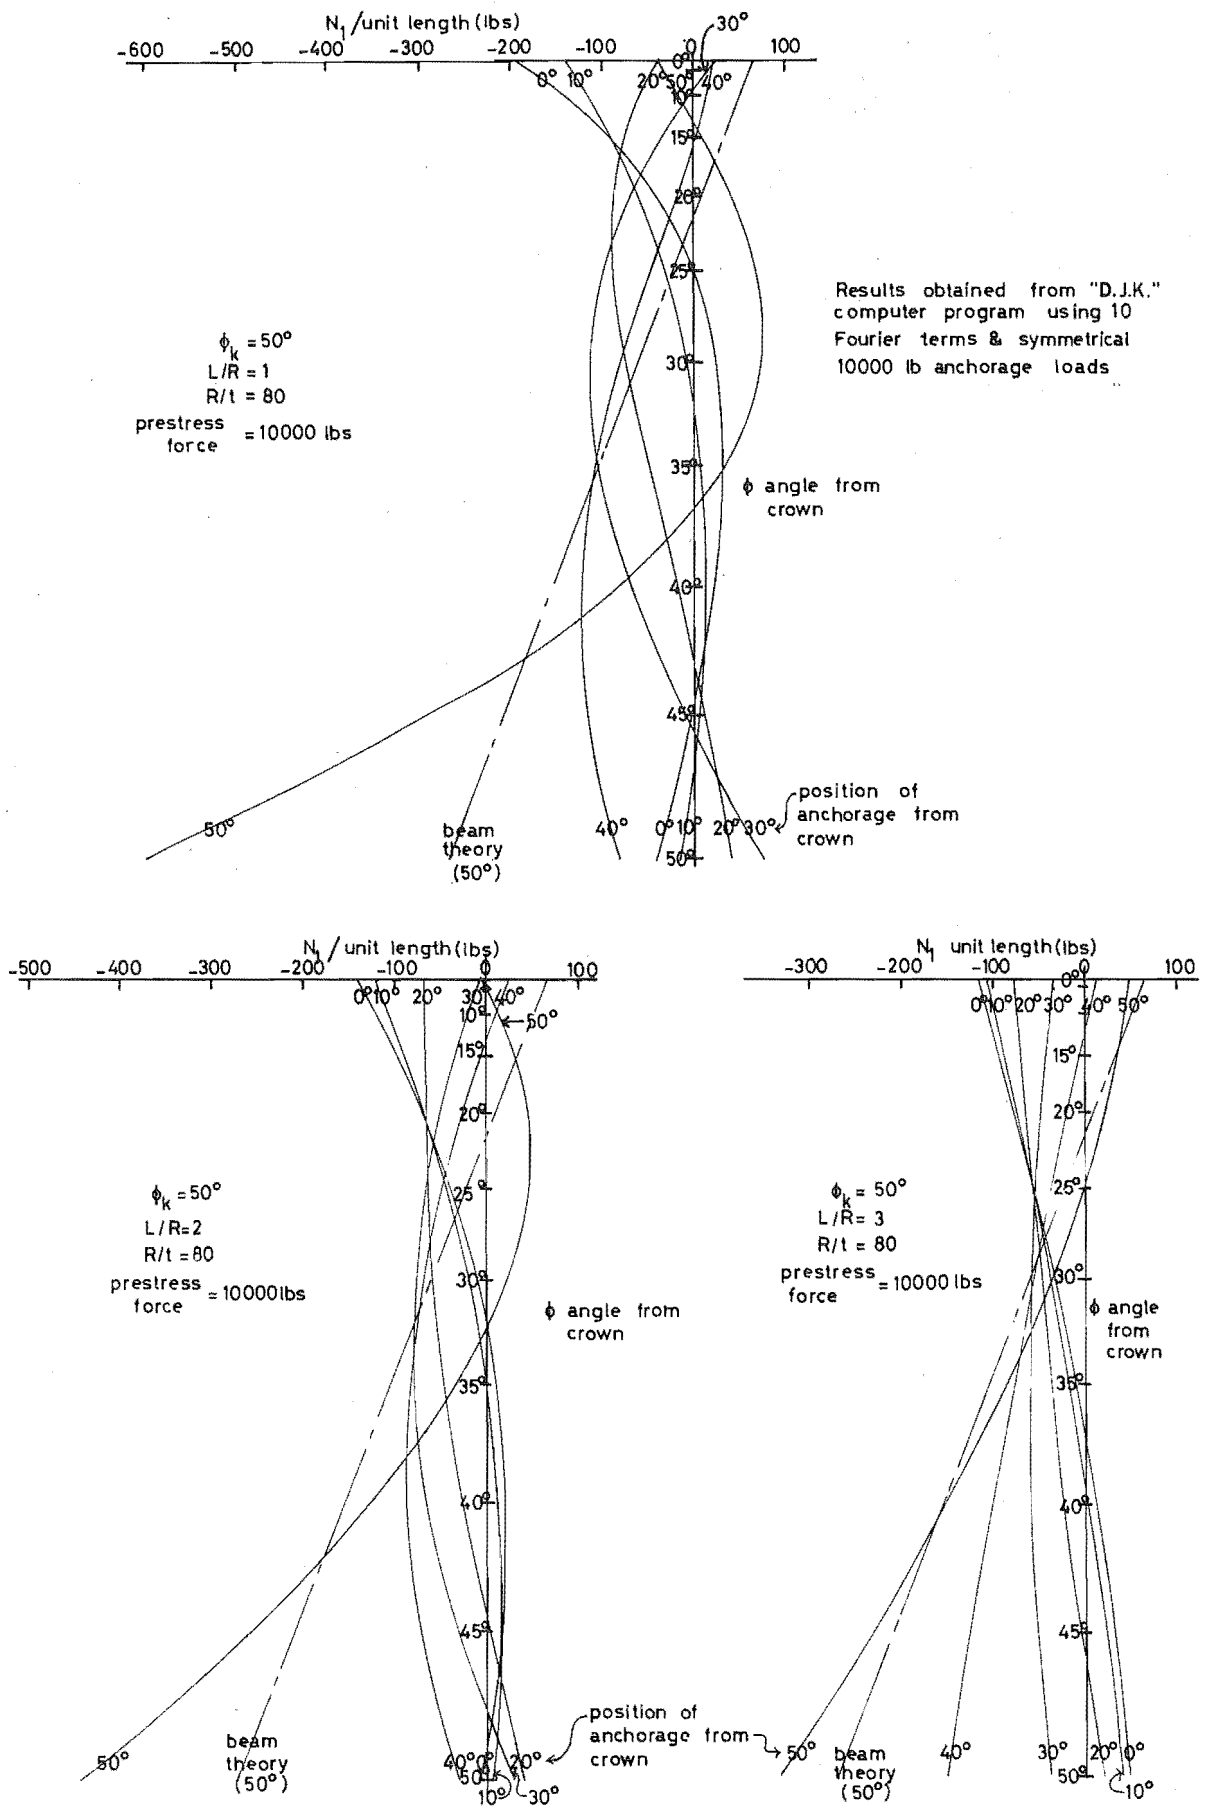 N₁/unit length (lbs)
30°
-600 -500 -400 -300 -200 -100 0 100
0°
0° 10° 20° 50° 40°
10°
15°
20°
25°
Results obtained from "D.J.K."
computer program using 10
Fourier terms & symmetrical
10000 lb anchorage loads
ϕk = 50°
L/R = 1
R/t = 80
prestress force = 10000 lbs
30°
35°
ϕ angle from
crown
40°
45°
position of
anchorage from
crown
50° beam theory (50°) 40° 0° 10° 20° 30°
50°
N₁/unit length (lbs)
-500 -400 -300 -200 -100 0 100
0° 10° 20° 30° 40°
10° 50°
15°
20°
25°
ϕk = 50°
L/R = 2
R/t = 80
prestress force = 10000 lbs
30°
ϕ angle from
crown
35°
40°
45°
position of
anchorage from
crown
50° beam theory (50°) 40° 0° 20°
50°
10° 30°
N₁ unit length (lbs)
-300 -200 -100 0 100
0°
0° 10° 20° 30° 40° 50°
15°
20°
25°
ϕk = 50°
L/R = 3
R/t = 80
prestress force = 10000 lbs
30°
ϕ angle
from
crown
35°
40°
45°
50° beam theory (50°) 40° 30° 20° 0°
50°
10°